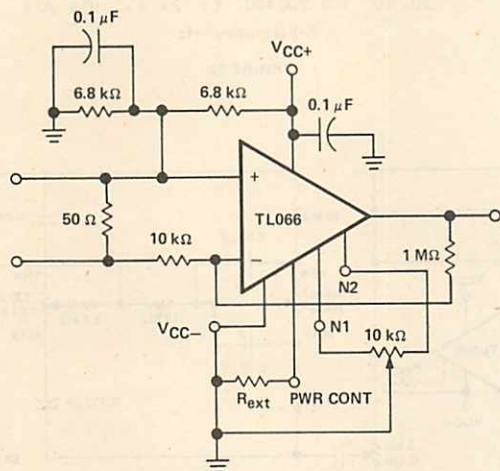 0.1 μF
VCC+
6.8 kΩ
6.8 kΩ
0.1 μF
+
TL066
50 Ω
10 kΩ
−
1 MΩ
N2
VCC−
N1
10 kΩ
Rext
PWR CONT